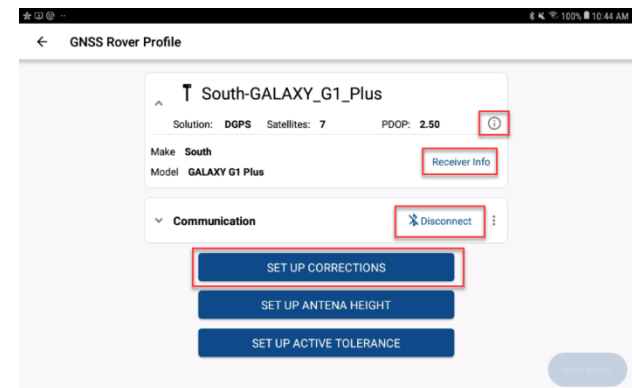 100% 10:44 AM
GNSS Rover Profile
South-GALAXY_G1_Plus
Solution: DGPS Satellites: 7 PDOP: 2.50
Make South
Receiver Info
Model GALAXY G1 Plus
Communication Disconnect
SET UP CORRECTIONS
SET UP ANTENA HEIGHT
SET UP ACTIVE TOLERANCE
Main Menu